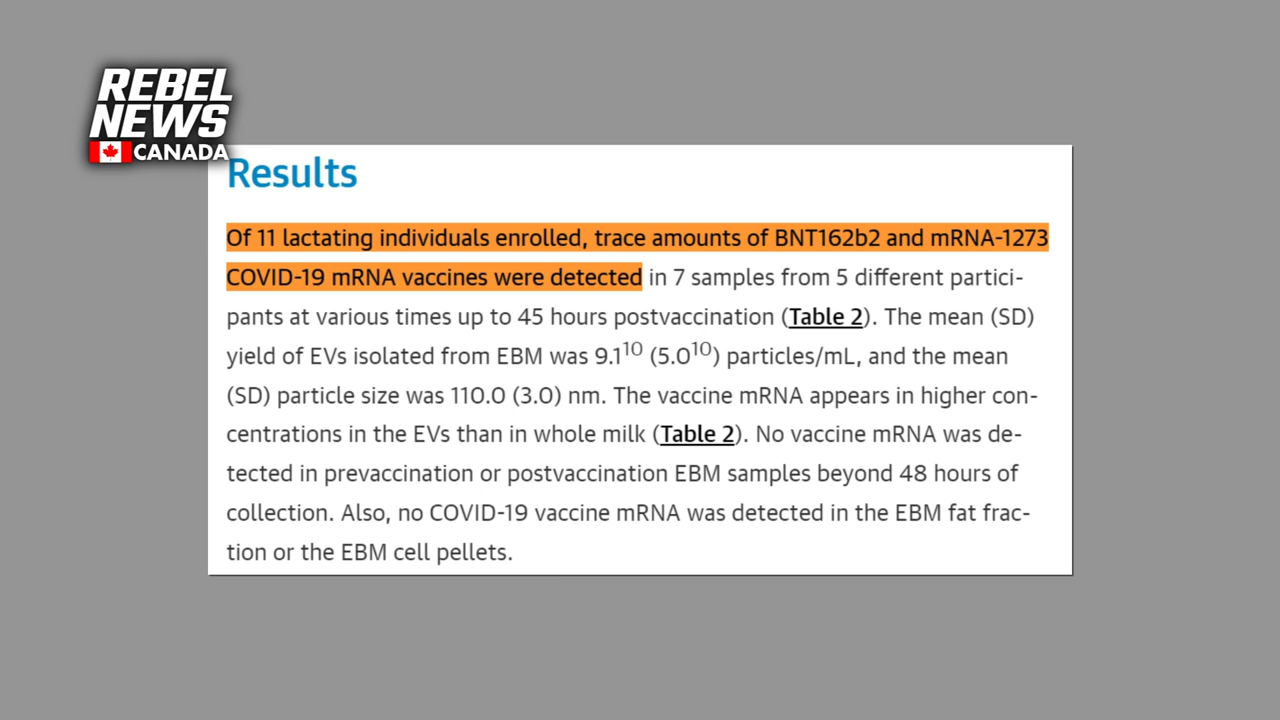 REBEL
NEWS
CANADA
Results
Of 11 lactating individuals enrolled, trace amounts of BNT162b2 and mRNA-1273
COVID-19 mRNA vaccines were detected in 7 samples from 5 different partici-
pants at various times up to 45 hours postvaccination (Table 2). The mean (SD)
yield of EVs isolated from EBM was 9.1¹⁰ (5.0¹⁰) particles/mL, and the mean
(SD) particle size was 110.0 (3.0) nm. The vaccine mRNA appears in higher con-
centrations in the EVs than in whole milk (Table 2). No vaccine mRNA was de-
tected in prevaccination or postvaccination EBM samples beyond 48 hours of
collection. Also, no COVID-19 vaccine mRNA was detected in the EBM fat frac-
tion or the EBM cell pellets.